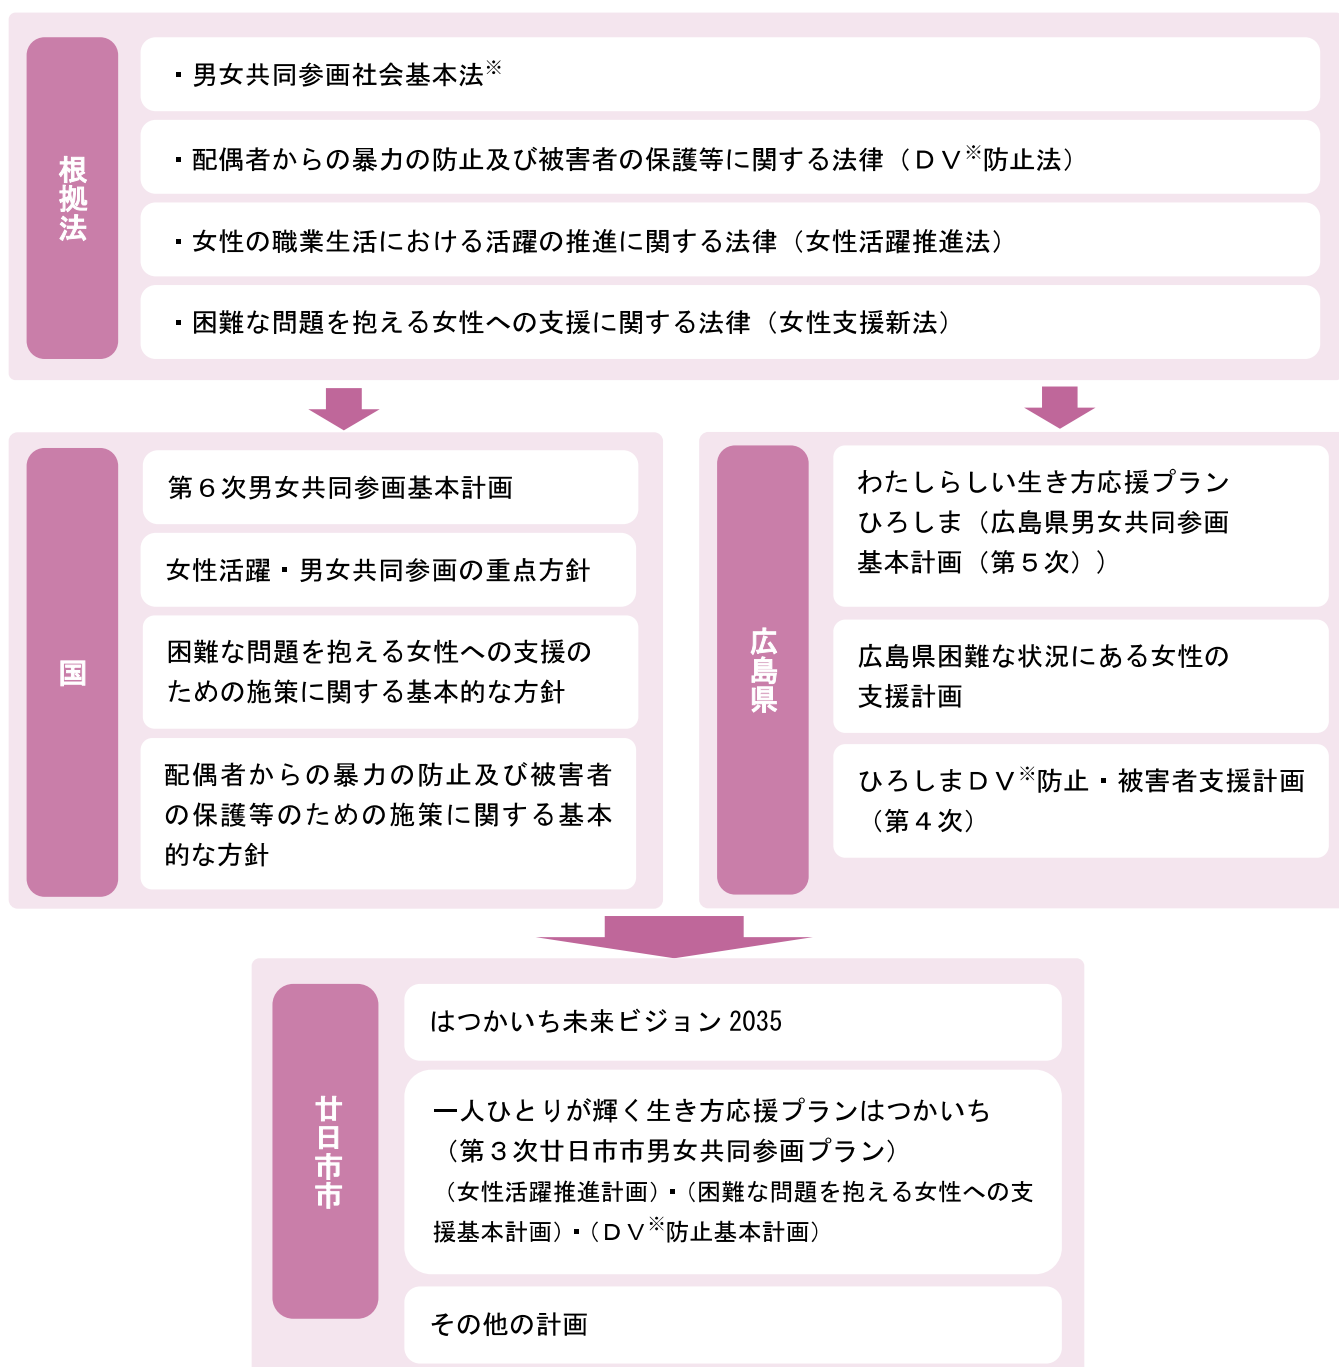 根拠法
・男女共同参画社会基本法※
・配偶者からの暴力の防止及び被害者の保護等に関する法律（ＤＶ※防止法）
・女性の職業生活における活躍の推進に関する法律（女性活躍推進法）
・困難な問題を抱える女性への支援に関する法律（女性支援新法）
国
第６次男女共同参画基本計画
女性活躍・男女共同参画の重点方針
困難な問題を抱える女性への支援の
ための施策に関する基本的な方針
配偶者からの暴力の防止及び被害者
の保護等のための施策に関する基本
的な方針
広島県
わたしらしい生き方応援プラン
ひろしま（広島県男女共同参画
基本計画（第５次））
広島県困難な状況にある女性の
支援計画
ひろしまＤＶ※防止・被害者支援計画
（第４次）
廿日市市
はつかいち未来ビジョン 2035
一人ひとりが輝く生き方応援プランはつかいち
（第３次廿日市市男女共同参画プラン）
（女性活躍推進計画）・（困難な問題を抱える女性への支
援基本計画）・（ＤＶ※防止基本計画）
その他の計画